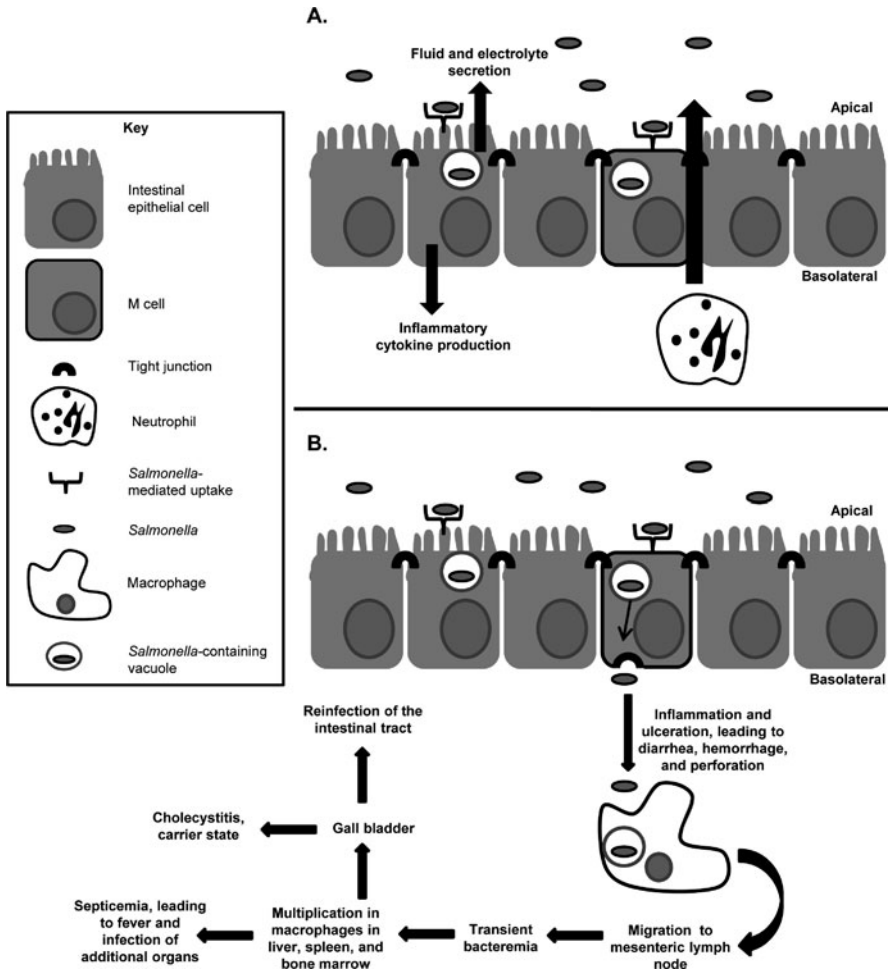 A.
Fluid and electrolyte
secretion
Apical
Basolateral
Inflammatory
cytokine production
Key
Intestinal
epithelial cell
M cell
Tight junction
Neutrophil
Salmonella-
mediated uptake
Salmonella
Macrophage
Salmonella-containing
vacuole
B.
Apical
Basolateral
Inflammation and
ulceration, leading to
diarrhea, hemorrhage,
and perforation
Reinfection of the
intestinal tract
Cholecystitis,
carrier state
Gall bladder
Septicemia, leading
to fever and
infection of
additional organs
Multiplication in
macrophages in
liver, spleen, and
bone marrow
Transient
bacteremia
Migration to
mesenteric lymph
node